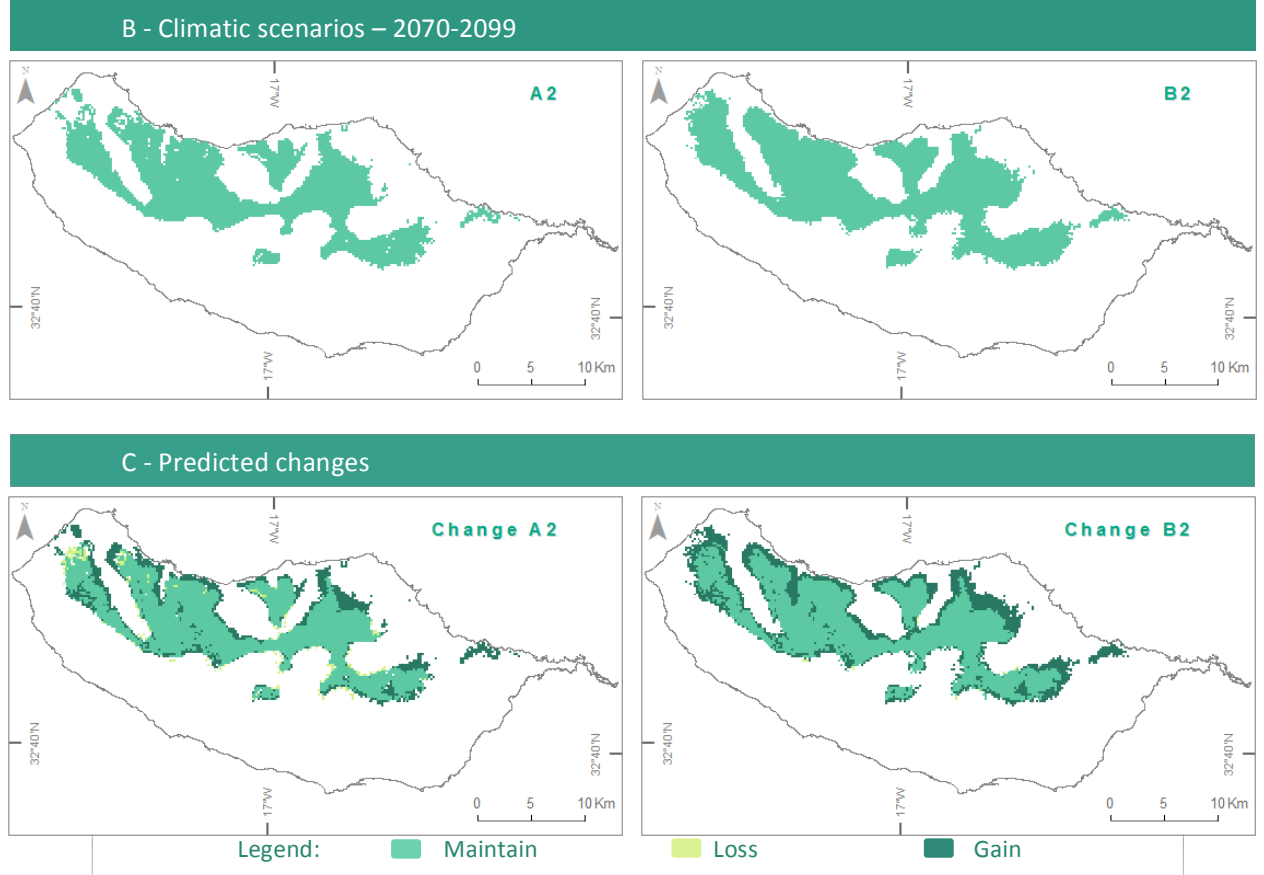 B - Climatic scenarios – 2070-2099
N
17°W
A2
32°40'N
32°40'N
17°W
0 5 10 Km
N
17°W
B2
32°40'N
32°40'N
17°W
0 5 10 Km
C - Predicted changes
N
17°W
Change A2
32°40'N
32°40'N
17°W
0 5 10 Km
N
17°W
Change B2
32°40'N
32°40'N
17°W
0 5 10 Km
Legend: Maintain Loss Gain